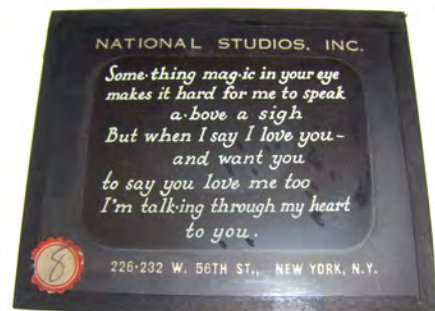 NATIONAL STUDIOS, INC.
Some·thing mag·ic in your eye
makes it hard for me to speak
a·bove a sigh
But when I say I love you-
and want you
to say you love me too
I'm talk·ing through my heart
to you.
8
226-232 W. 56TH ST., NEW YORK, N.Y.